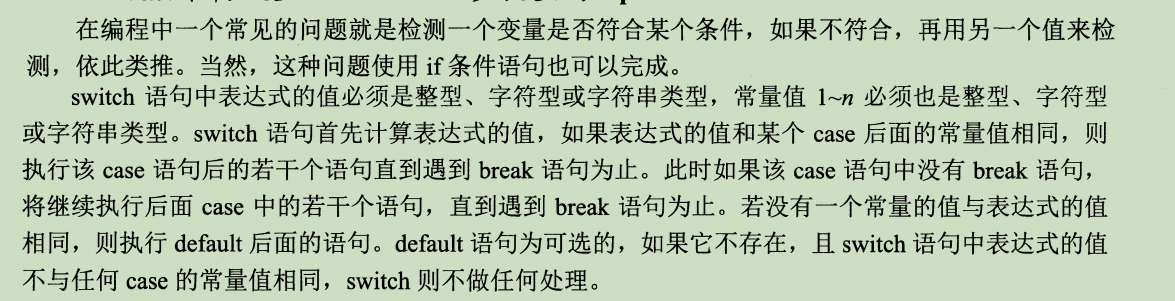 在编程中一个常见的问题就是检测一个变量是否符合某个条件，如果不符合，再用另一个值来检
测，依此类推。当然，这种问题使用 if 条件语句也可以完成。
switch 语句中表达式的值必须是整型、字符型或字符串类型，常量值 1~n 必须也是整型、字符型
或字符串类型。switch 语句首先计算表达式的值，如果表达式的值和某个 case 后面的常量值相同，则
执行该 case 语句后的若干个语句直到遇到 break 语句为止。此时如果该 case 语句中没有 break 语句，
将继续执行后面 case 中的若干个语句，直到遇到 break 语句为止。若没有一个常量的值与表达式的值
相同，则执行 default 后面的语句。default 语句为可选的，如果它不存在，且 switch 语句中表达式的值
不与任何 case 的常量值相同，switch 则不做任何处理。